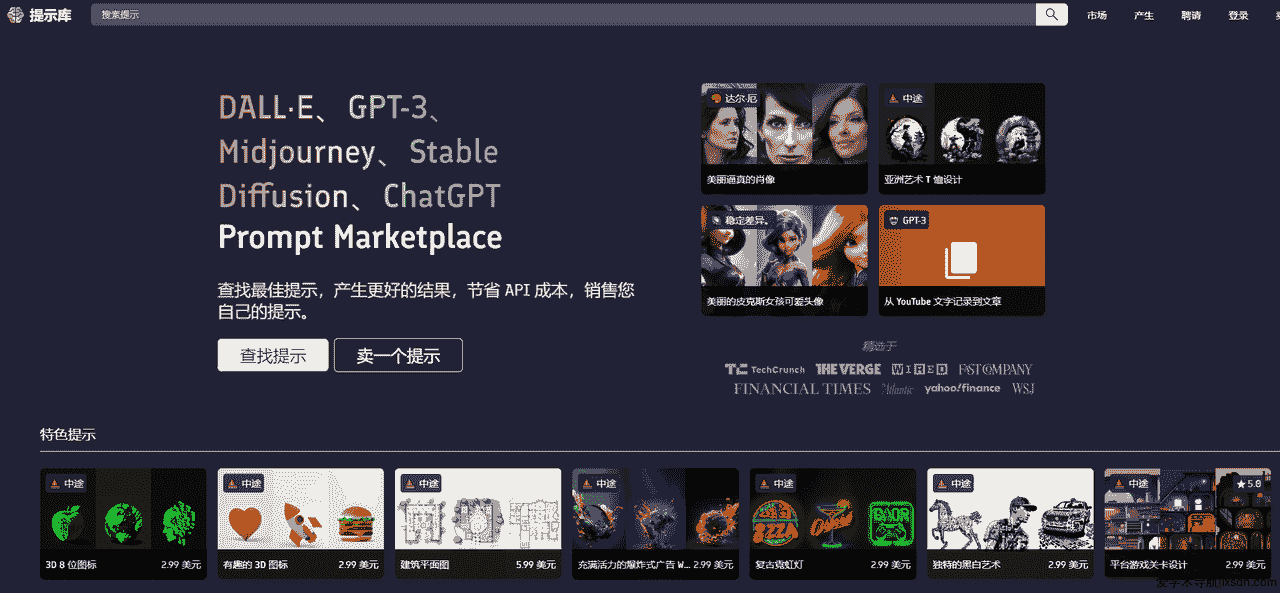 提示库
搜索提示
市场
产生
聘请
登录
DALL·E、 GPT-3、
Midjourney、 Stable
Diffusion、 ChatGPT
Prompt Marketplace
查找最佳提示，产生更好的结果，节省 API 成本，销售您
自己的提示。
查找提示
卖一个提示
达尔·厄
美丽逼真的肖像
中途
亚洲艺术 T 恤设计
稳定差异。
美丽的皮克斯女孩可爱头像
GPT-3
从 YouTube 文字记录到文章
精选于
TechCrunch THE VERGE WIRED FAST COMPANY
FINANCIAL TIMES The Atlantic yahoo!finance WSJ
特色提示
中途
3D 8 位图标 2.99 美元
中途
有趣的 3D 图标 2.99 美元
中途
建筑平面图 5.99 美元
中途
充满活力的爆炸式广告 W... 2.99 美元
中途
复古霓虹灯 2.99 美元
中途
独特的黑白艺术 2.99 美元
中途
★ 5.0
平台游戏关卡设计 2.99 美元